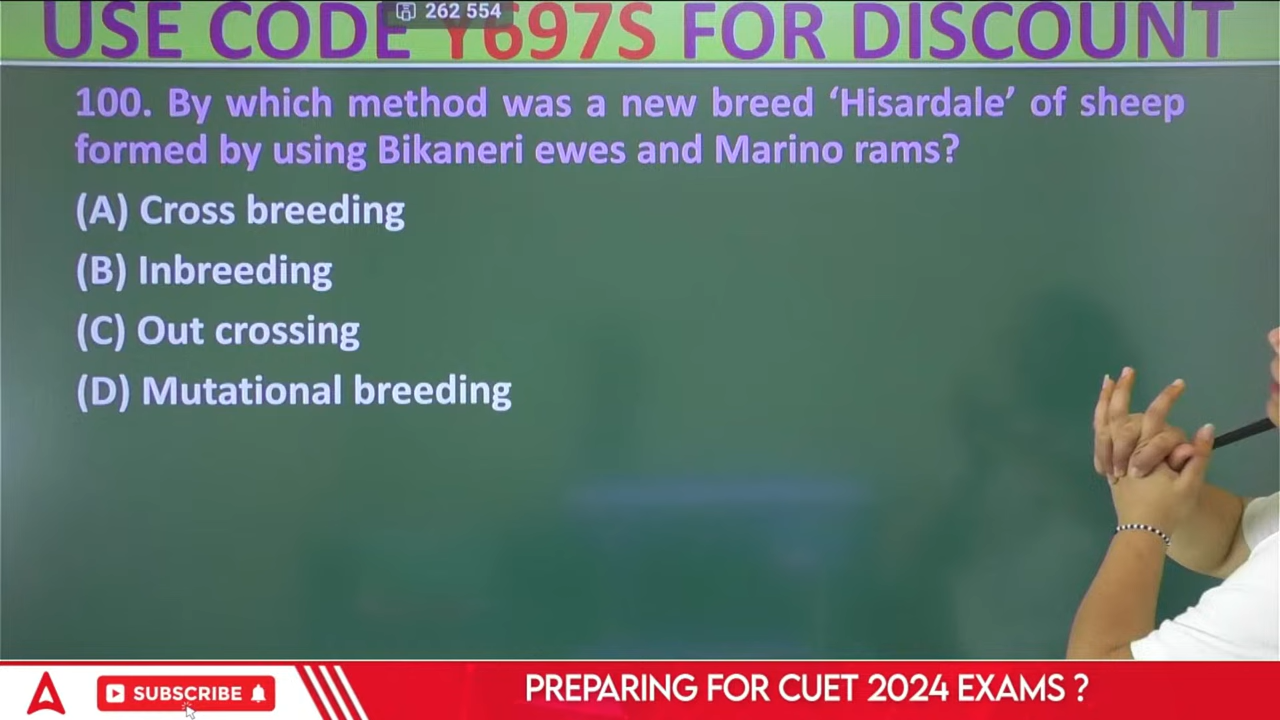 USE CODE Y697S FOR DISCOUNT
262 554
100. By which method was a new breed ‘Hisardale’ of sheep
formed by using Bikaneri ewes and Marino rams?
(A) Cross breeding
(B) Inbreeding
(C) Out crossing
(D) Mutational breeding
SUBSCRIBE
PREPARING FOR CUET 2024 EXAMS ?